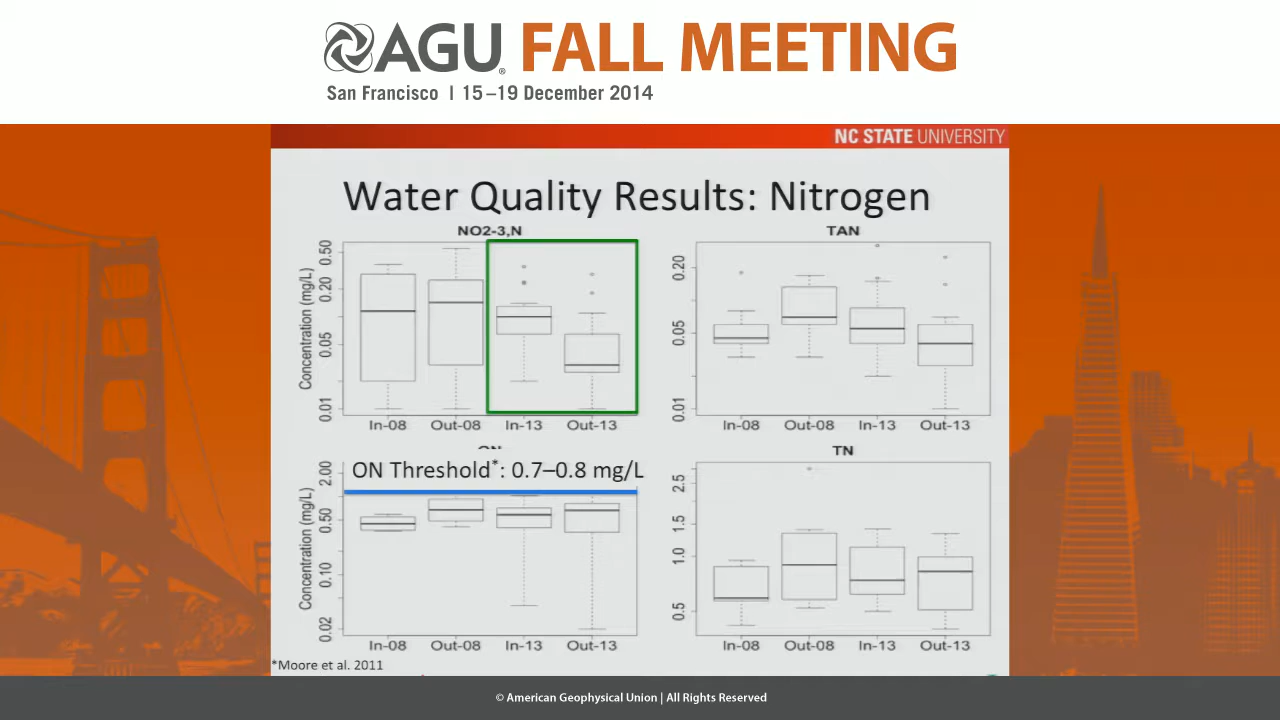 AGU® FALL MEETING
San Francisco | 15–19 December 2014
NC STATE UNIVERSITY
Water Quality Results: Nitrogen
NO2-3,N
Concentration (mg/L)
0.50
0.20
0.05
0.01
In-08 Out-08 In-13 Out-13
TAN
0.20
0.05
0.01
In-08 Out-08 In-13 Out-13
ON Threshold*: 0.7–0.8 mg/L
Concentration (mg/L)
2.00
0.50
0.10
0.02
In-08 Out-08 In-13 Out-13
TN
2.5
1.5
1.0
0.5
In-08 Out-08 In-13 Out-13
*Moore et al. 2011
© American Geophysical Union | All Rights Reserved